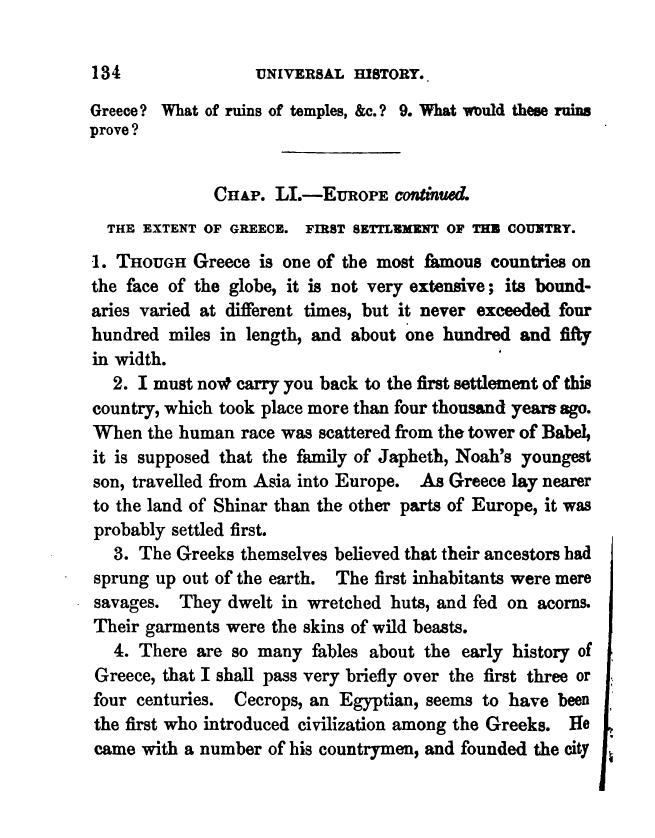 134 UNIVERSAL HISTORY.
Greece? What of ruins of temples, &c.? 9. What would these ruins
prove?
CHAP. LI.—EUROPE continued.
THE EXTENT OF GREECE. FIRST SETTLEMENT OF THE COUNTRY.
1. THOUGH Greece is one of the most famous countries on
the face of the globe, it is not very extensive; its bound-
aries varied at different times, but it never exceeded four
hundred miles in length, and about one hundred and fifty
in width.
2. I must now carry you back to the first settlement of this
country, which took place more than four thousand years ago.
When the human race was scattered from the tower of Babel,
it is supposed that the family of Japheth, Noah's youngest
son, travelled from Asia into Europe. As Greece lay nearer
to the land of Shinar than the other parts of Europe, it was
probably settled first.
3. The Greeks themselves believed that their ancestors had
sprung up out of the earth. The first inhabitants were mere
savages. They dwelt in wretched huts, and fed on acorns.
Their garments were the skins of wild beasts.
4. There are so many fables about the early history of
Greece, that I shall pass very briefly over the first three or
four centuries. Cecrops, an Egyptian, seems to have been
the first who introduced civilization among the Greeks. He
came with a number of his countrymen, and founded the city